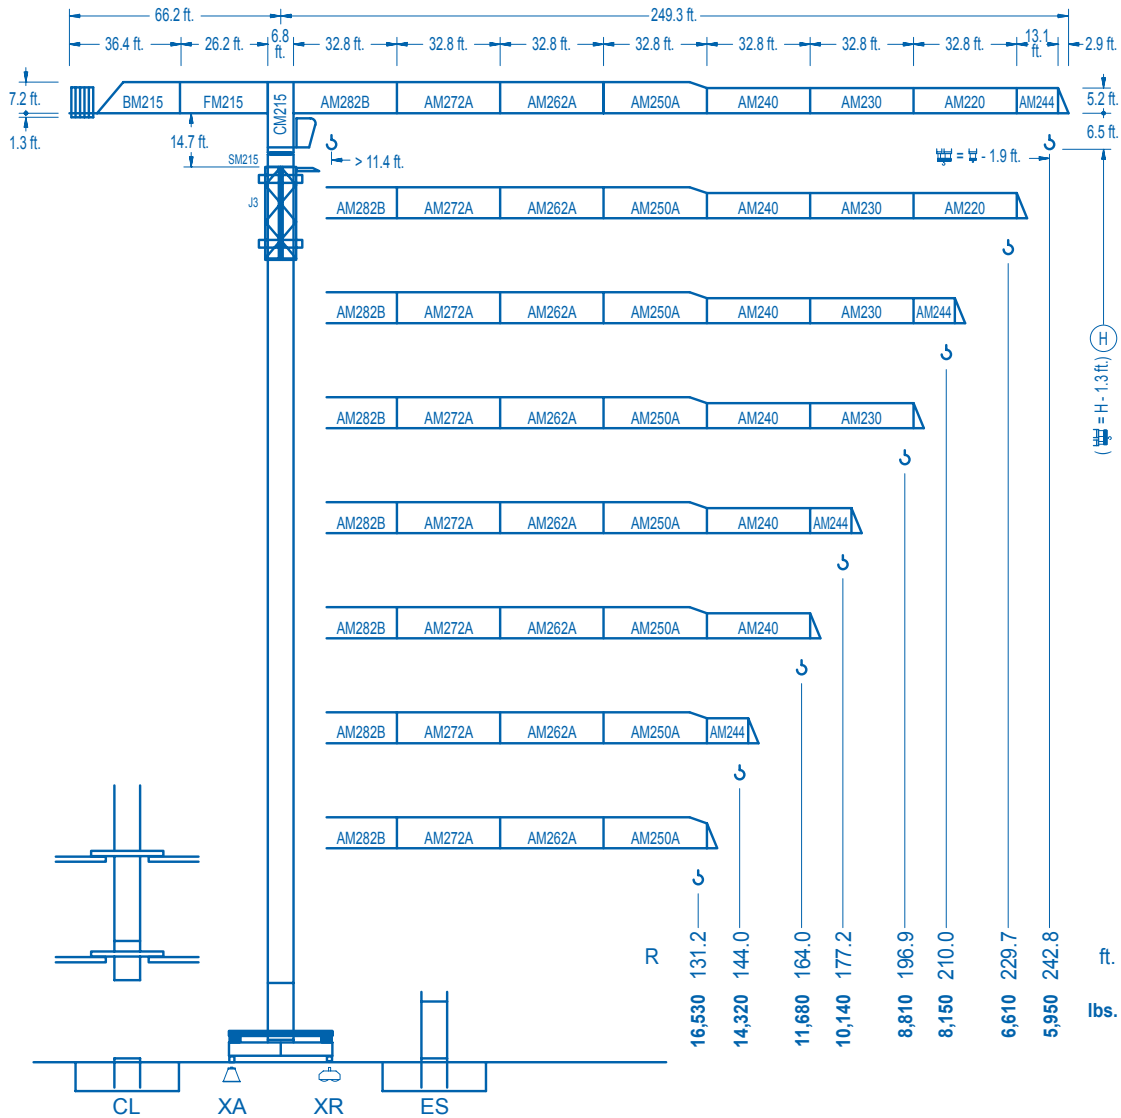 66.2 ft. 249.3 ft.
36.4 ft. 26.2 ft. 6.8 ft. 32.8 ft. 32.8 ft. 32.8 ft. 32.8 ft. 32.8 ft. 32.8 ft. 32.8 ft. 13.1 ft. 2.9 ft.
7.2 ft. BM215 FM215 CM215 AM282B AM272A AM262A AM250A AM240 AM230 AM220 AM244 5.2 ft.
1.3 ft. 14.7 ft. 6.5 ft.
SM215 > 11.4 ft. = - 1.9 ft.
J3 AM282B AM272A AM262A AM250A AM240 AM230 AM220
AM282B AM272A AM262A AM250A AM240 AM230 AM244
H
( = H - 1.3 ft.)
AM282B AM272A AM262A AM250A AM240 AM230
AM282B AM272A AM262A AM250A AM240 AM244
AM282B AM272A AM262A AM250A AM240
AM282B AM272A AM262A AM250A AM244
AM282B AM272A AM262A AM250A
R 131.2 144.0 164.0 177.2 196.9 210.0 229.7 242.8 ft.
16,530 14,320 11,680 10,140 8,810 8,150 6,610 5,950 lbs.
CL XA XR ES